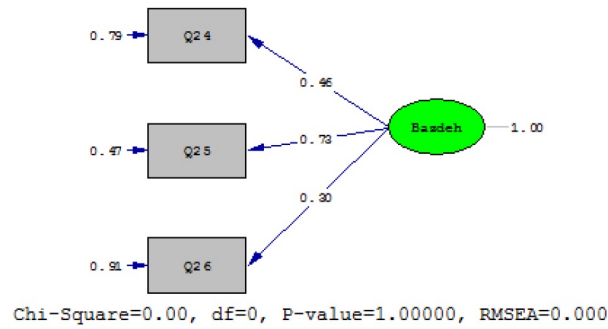 0.79
Q24
0.46
Bazdeh
1.00
0.73
0.47
Q25
0.30
0.91
Q26
Chi-Square=0.00, df=0, P-value=1.00000, RMSEA=0.000